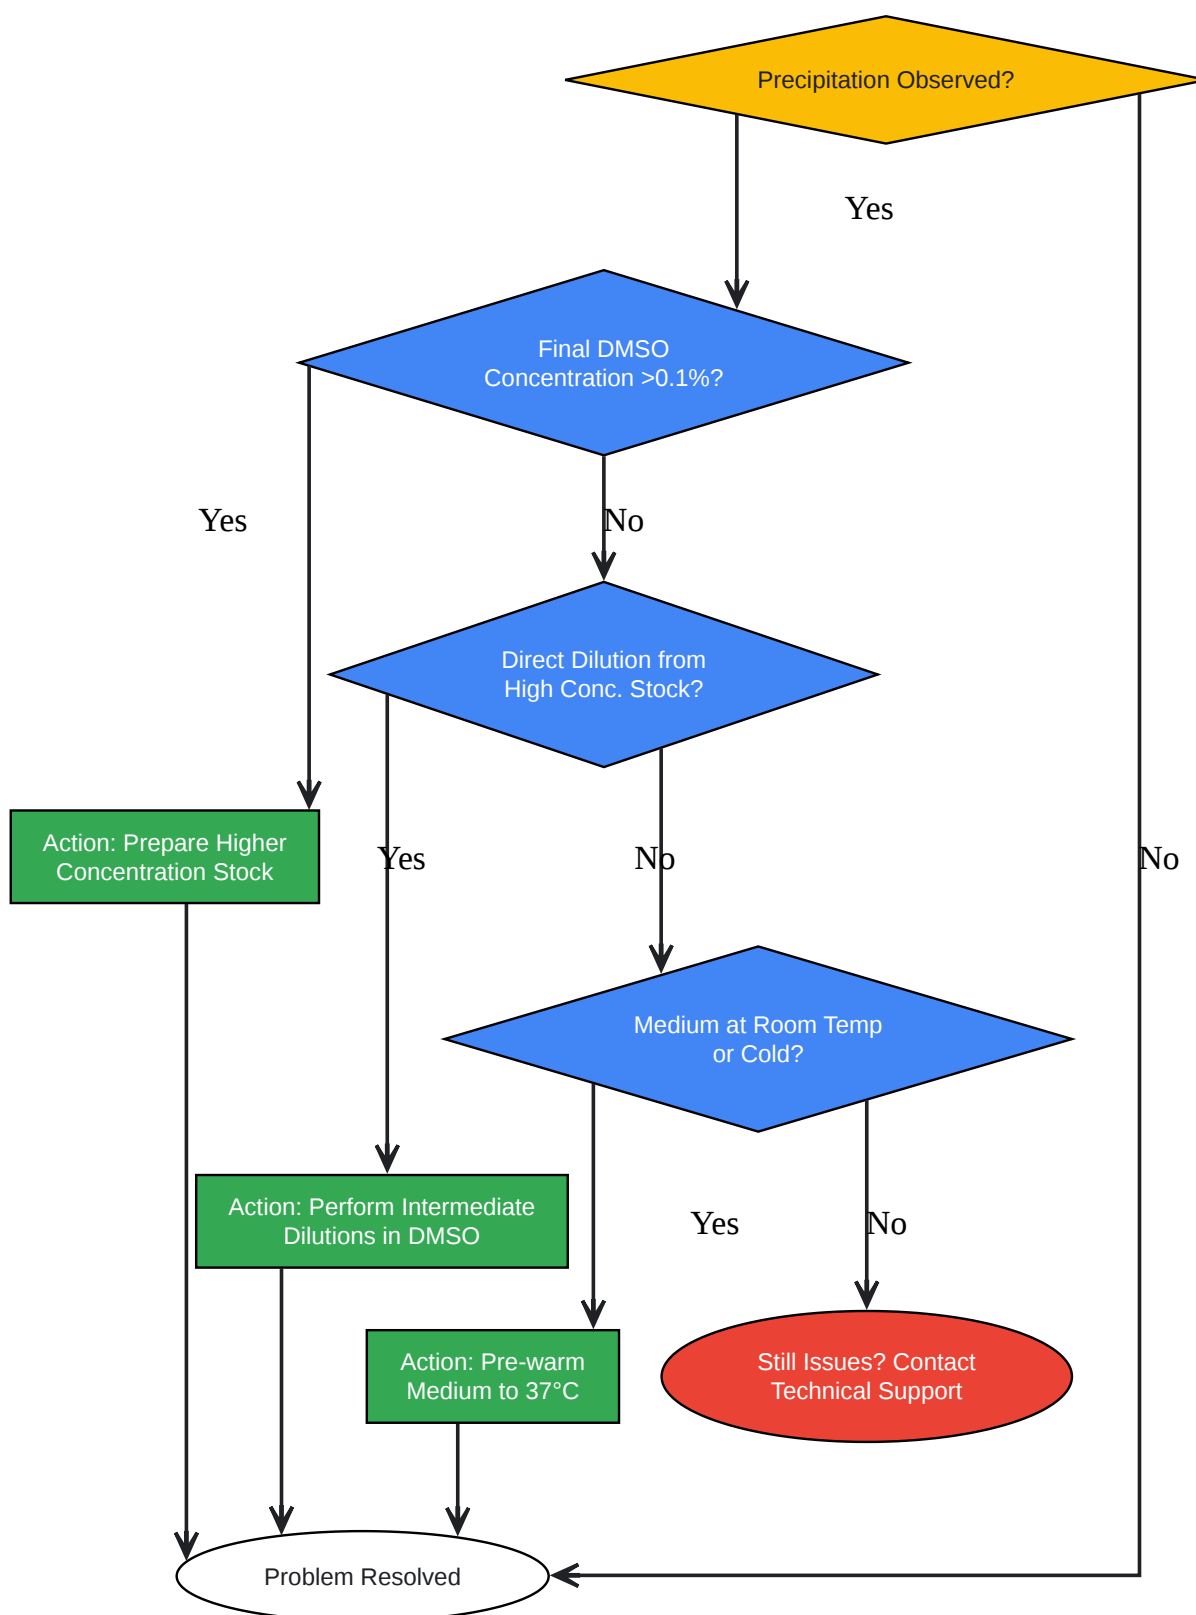 Precipitation Observed?
Yes
Final DMSO
Concentration >0.1%?
Yes
No
Direct Dilution from
High Conc. Stock?
Action: Prepare Higher
Concentration Stock
Yes
No
No
Medium at Room Temp
or Cold?
Action: Perform Intermediate
Dilutions in DMSO
Yes
No
Action: Pre-warm
Medium to 37°C
Still Issues? Contact
Technical Support
Problem Resolved